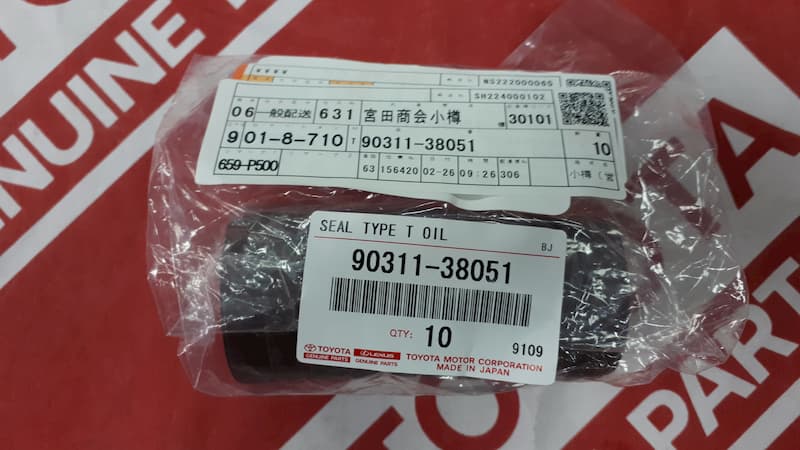 NS222000065
SH224000102
06 一般配送 631 宮田商会小樽 30101
901-8-710 T 90311-38051 10
659-P500 63 156420 02-26 09:26 306 小樽(宮
SEAL TYPE T OIL
BJ
90311-38051
QTY: 10
9109
TOYOTA
GENUINE PARTS
LEXUS
GENUINE PARTS
TOYOTA MOTOR CORPORATION
MADE IN JAPAN
GENUINE
PART